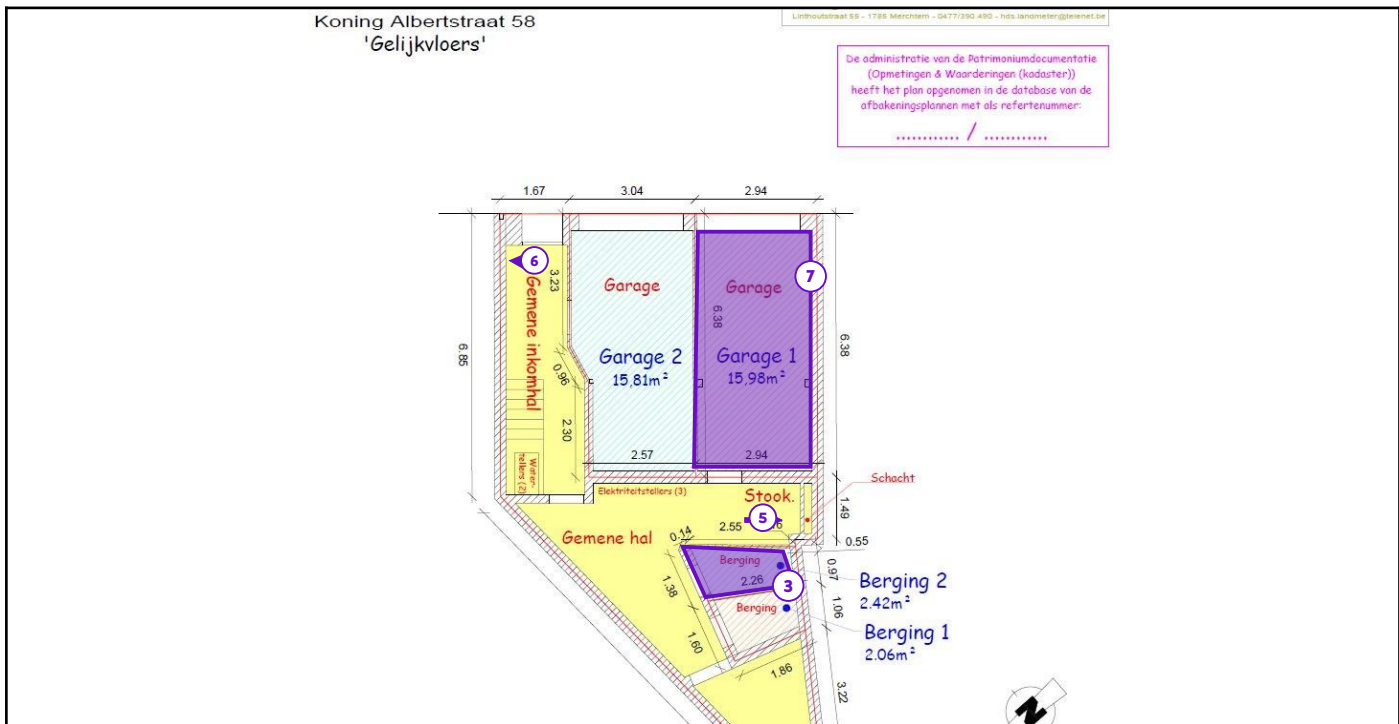 Koning Albertstraat 58
'Gelijkvloers'
Linthoutstraat 55 - 1785 Merchtem - 0477/390.490 - hds.landmeter@telenet.be
De administratie van de Patrimoniumdocumentatie
(Opmetingen & Waarderingen (kadaster))
heeft het plan opgenomen in de database van de
afbakeningsplannen met als refertenummer:
............ / ............
1.67
3.04
2.94
6
7
3.23
Gemene inkomhal
Garage
Garage
6.38
6.38
6.85
0.96
Garage 2
15,81m²
Garage 1
15,98m²
2.30
2.57
2.94
Water-
tellers (2)
Elektriciteitstellers (3)
Stook.
Schacht
1.49
5
2.55
0.14
0.55
Gemene hal
Berging
2.26
3
0.97
Berging 2
2.42m²
1.38
Berging
1.06
Berging 1
2.06m²
1.60
1.86
3.22
N